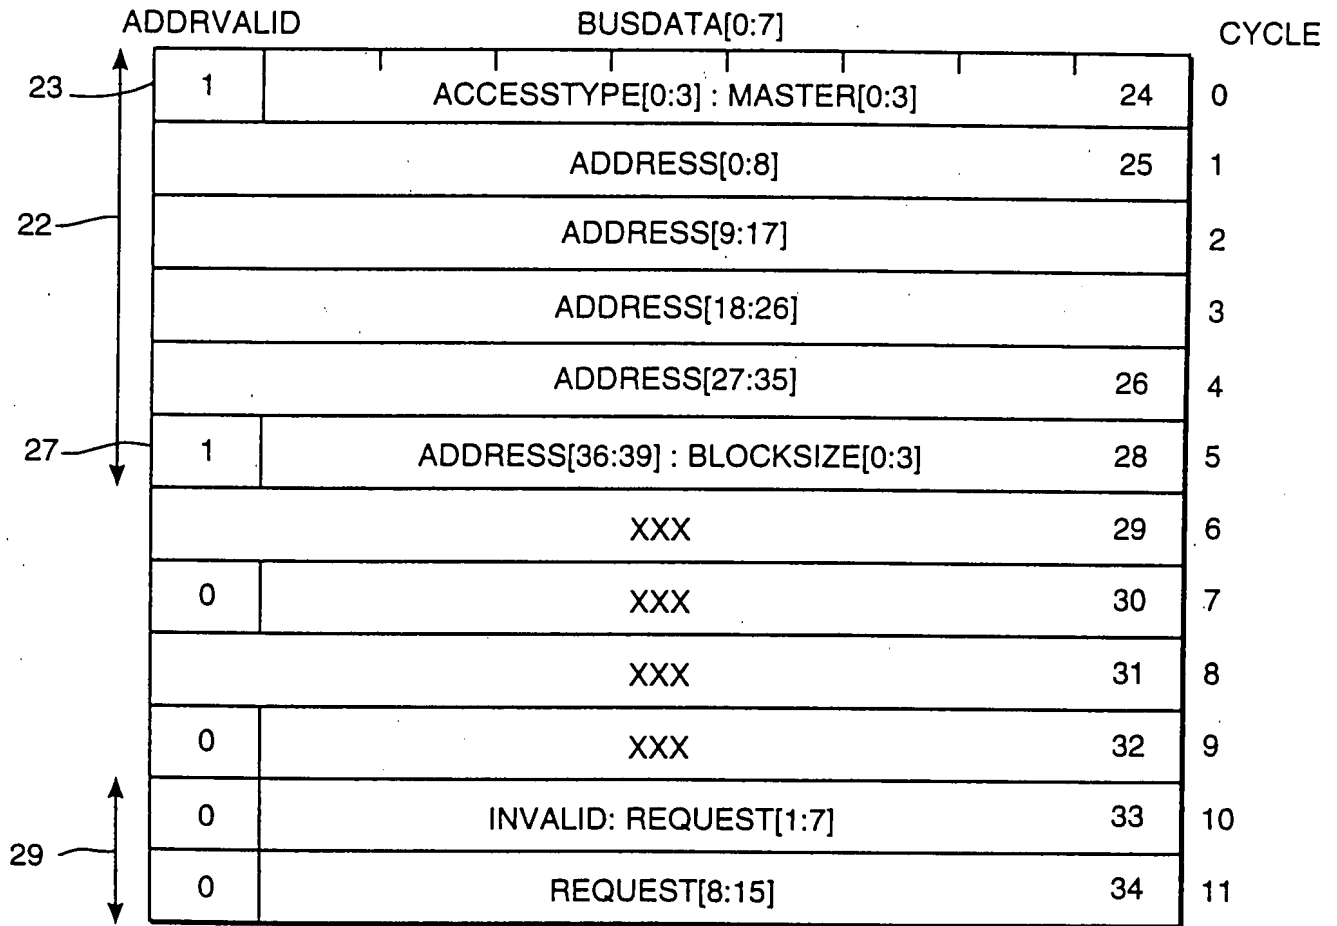 ADDRVALID BUSDATA[0:7] CYCLE
23 1 ACCESSTYPE[0:3] : MASTER[0:3] 24 0
ADDRESS[0:8] 25 1
22 ADDRESS[9:17] 2
ADDRESS[18:26] 3
ADDRESS[27:35] 26 4
27 1 ADDRESS[36:39] : BLOCKSIZE[0:3] 28 5
XXX 29 6
0 XXX 30 7
XXX 31 8
0 XXX 32 9
0 INVALID: REQUEST[1:7] 33 10
29 0 REQUEST[8:15] 34 11